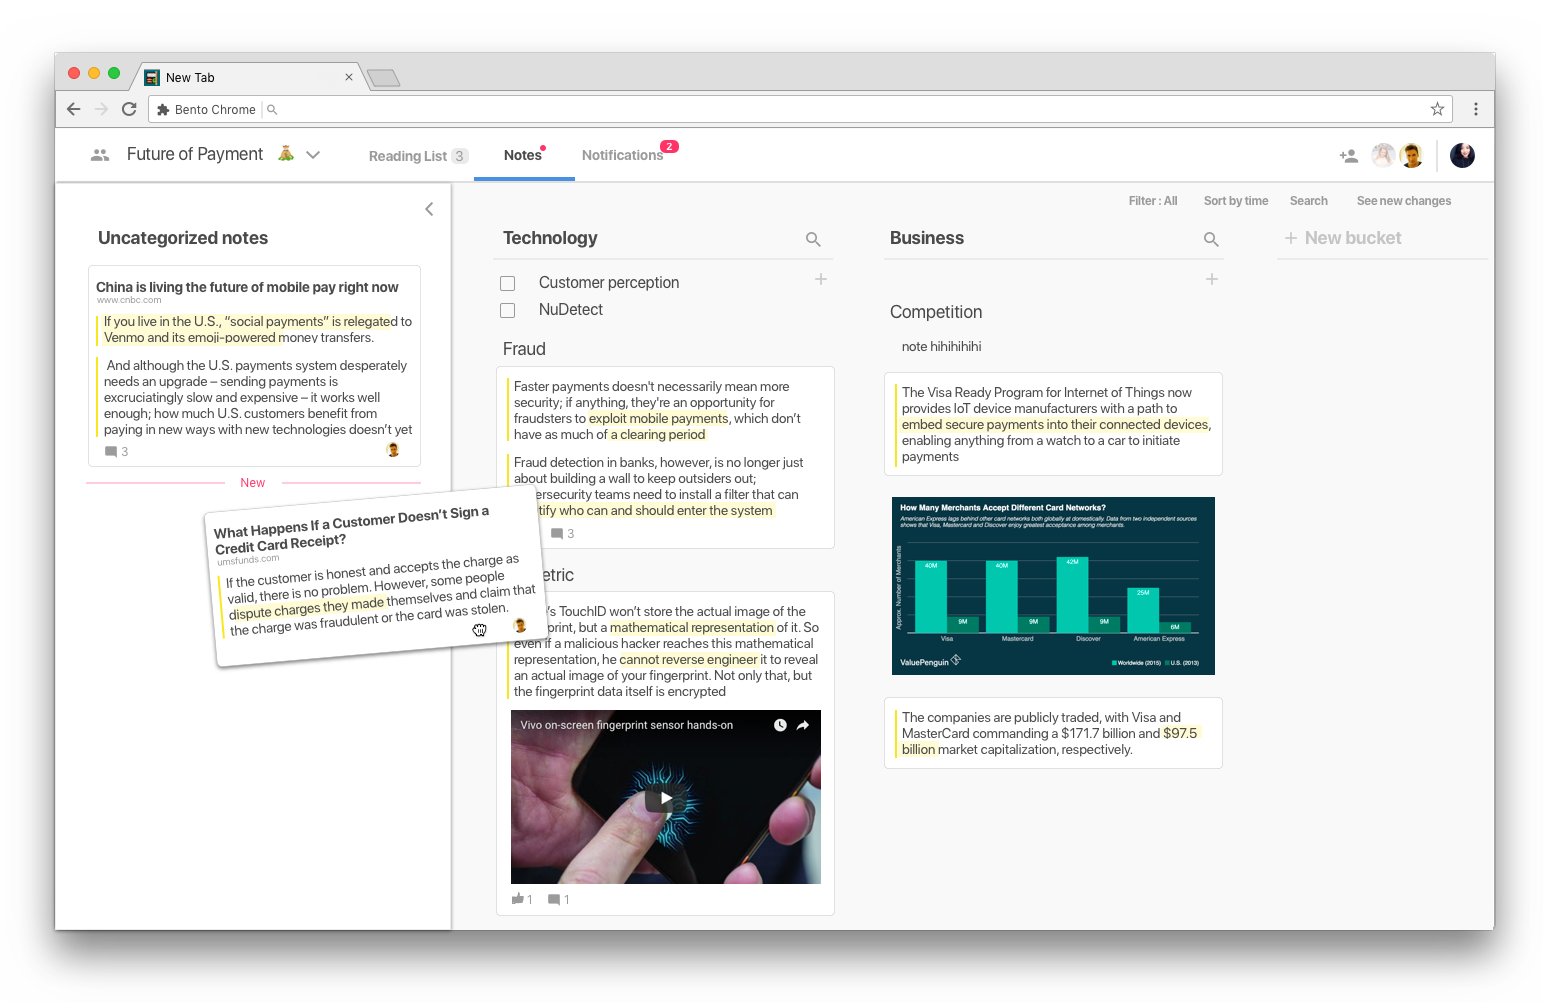 New Tab
Bento Chrome
Future of Payment
Reading List 3
Notes
Notifications
2
Filter : All
Sort by time
Search
See new changes
Uncategorized notes
China is living the future of mobile pay right now
www.cnbc.com
If you live in the U.S., “social payments” is relegated to
Venmo and its emoji-powered money transfers.
And although the U.S. payments system desperately
needs an upgrade – sending payments is
excruciatingly slow and expensive – it works well
enough; how much U.S. customers benefit from
paying in new ways with new technologies doesn’t yet
3
New
What Happens If a Customer Doesn’t Sign a
Credit Card Receipt?
umsfunds.com
If the customer is honest and accepts the charge as
valid, there is no problem. However, some people
dispute charges they made themselves and claim that
the charge was fraudulent or the card was stolen.
Technology
Customer perception
NuDetect
Fraud
Faster payments doesn't necessarily mean more
security; if anything, they're an opportunity for
fraudsters to exploit mobile payments, which don’t
have as much of a clearing period
Fraud detection in banks, however, is no longer just
about building a wall to keep outsiders out;
ersecurity teams need to install a filter that can
tify who can and should enter the system
3
etric
's TouchID won’t store the actual image of the
print, but a mathematical representation of it. So
even if a malicious hacker reaches this mathematical
representation, he cannot reverse engineer it to reveal
an actual image of your fingerprint. Not only that, but
the fingerprint data itself is encrypted
Vivo on-screen fingerprint sensor hands-on
1
1
Business
Competition
note hihihihihi
The Visa Ready Program for Internet of Things now
provides IoT device manufacturers with a path to
embed secure payments into their connected devices,
enabling anything from a watch to a car to initiate
payments
How Many Merchants Accept Different Card Networks?
American Express lags behind other card networks both globally at domestically. Data from two independent sources
shows that Visa, Mastercard and Discover enjoy greatest acceptance among merchants.
Approx. Number of Merchants
40M
9M
40M
9M
42M
9M
25M
6M
Visa
Mastercard
Discover
American Express
ValuePenguin
Worldwide (2015)
U.S. (2013)
The companies are publicly traded, with Visa and
MasterCard commanding a $171.7 billion and $97.5
billion market capitalization, respectively.
+ New bucket